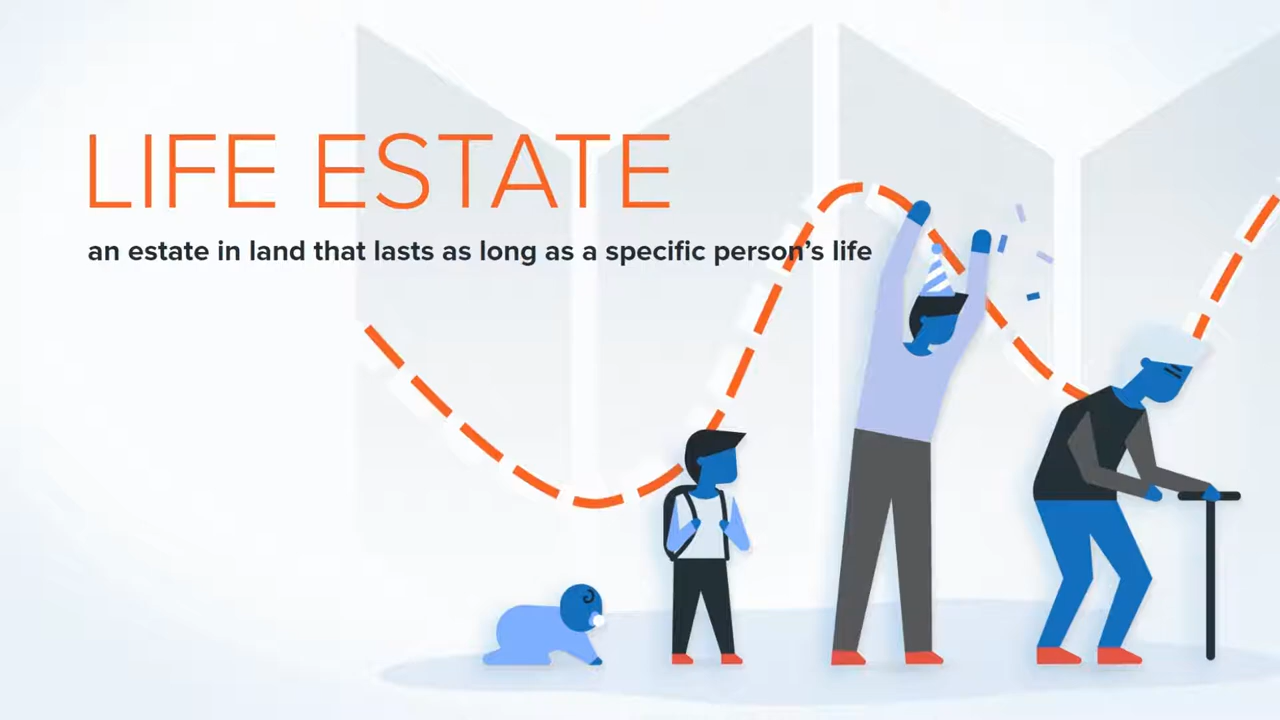 LIFE ESTATE
an estate in land that lasts as long as a specific person’s life